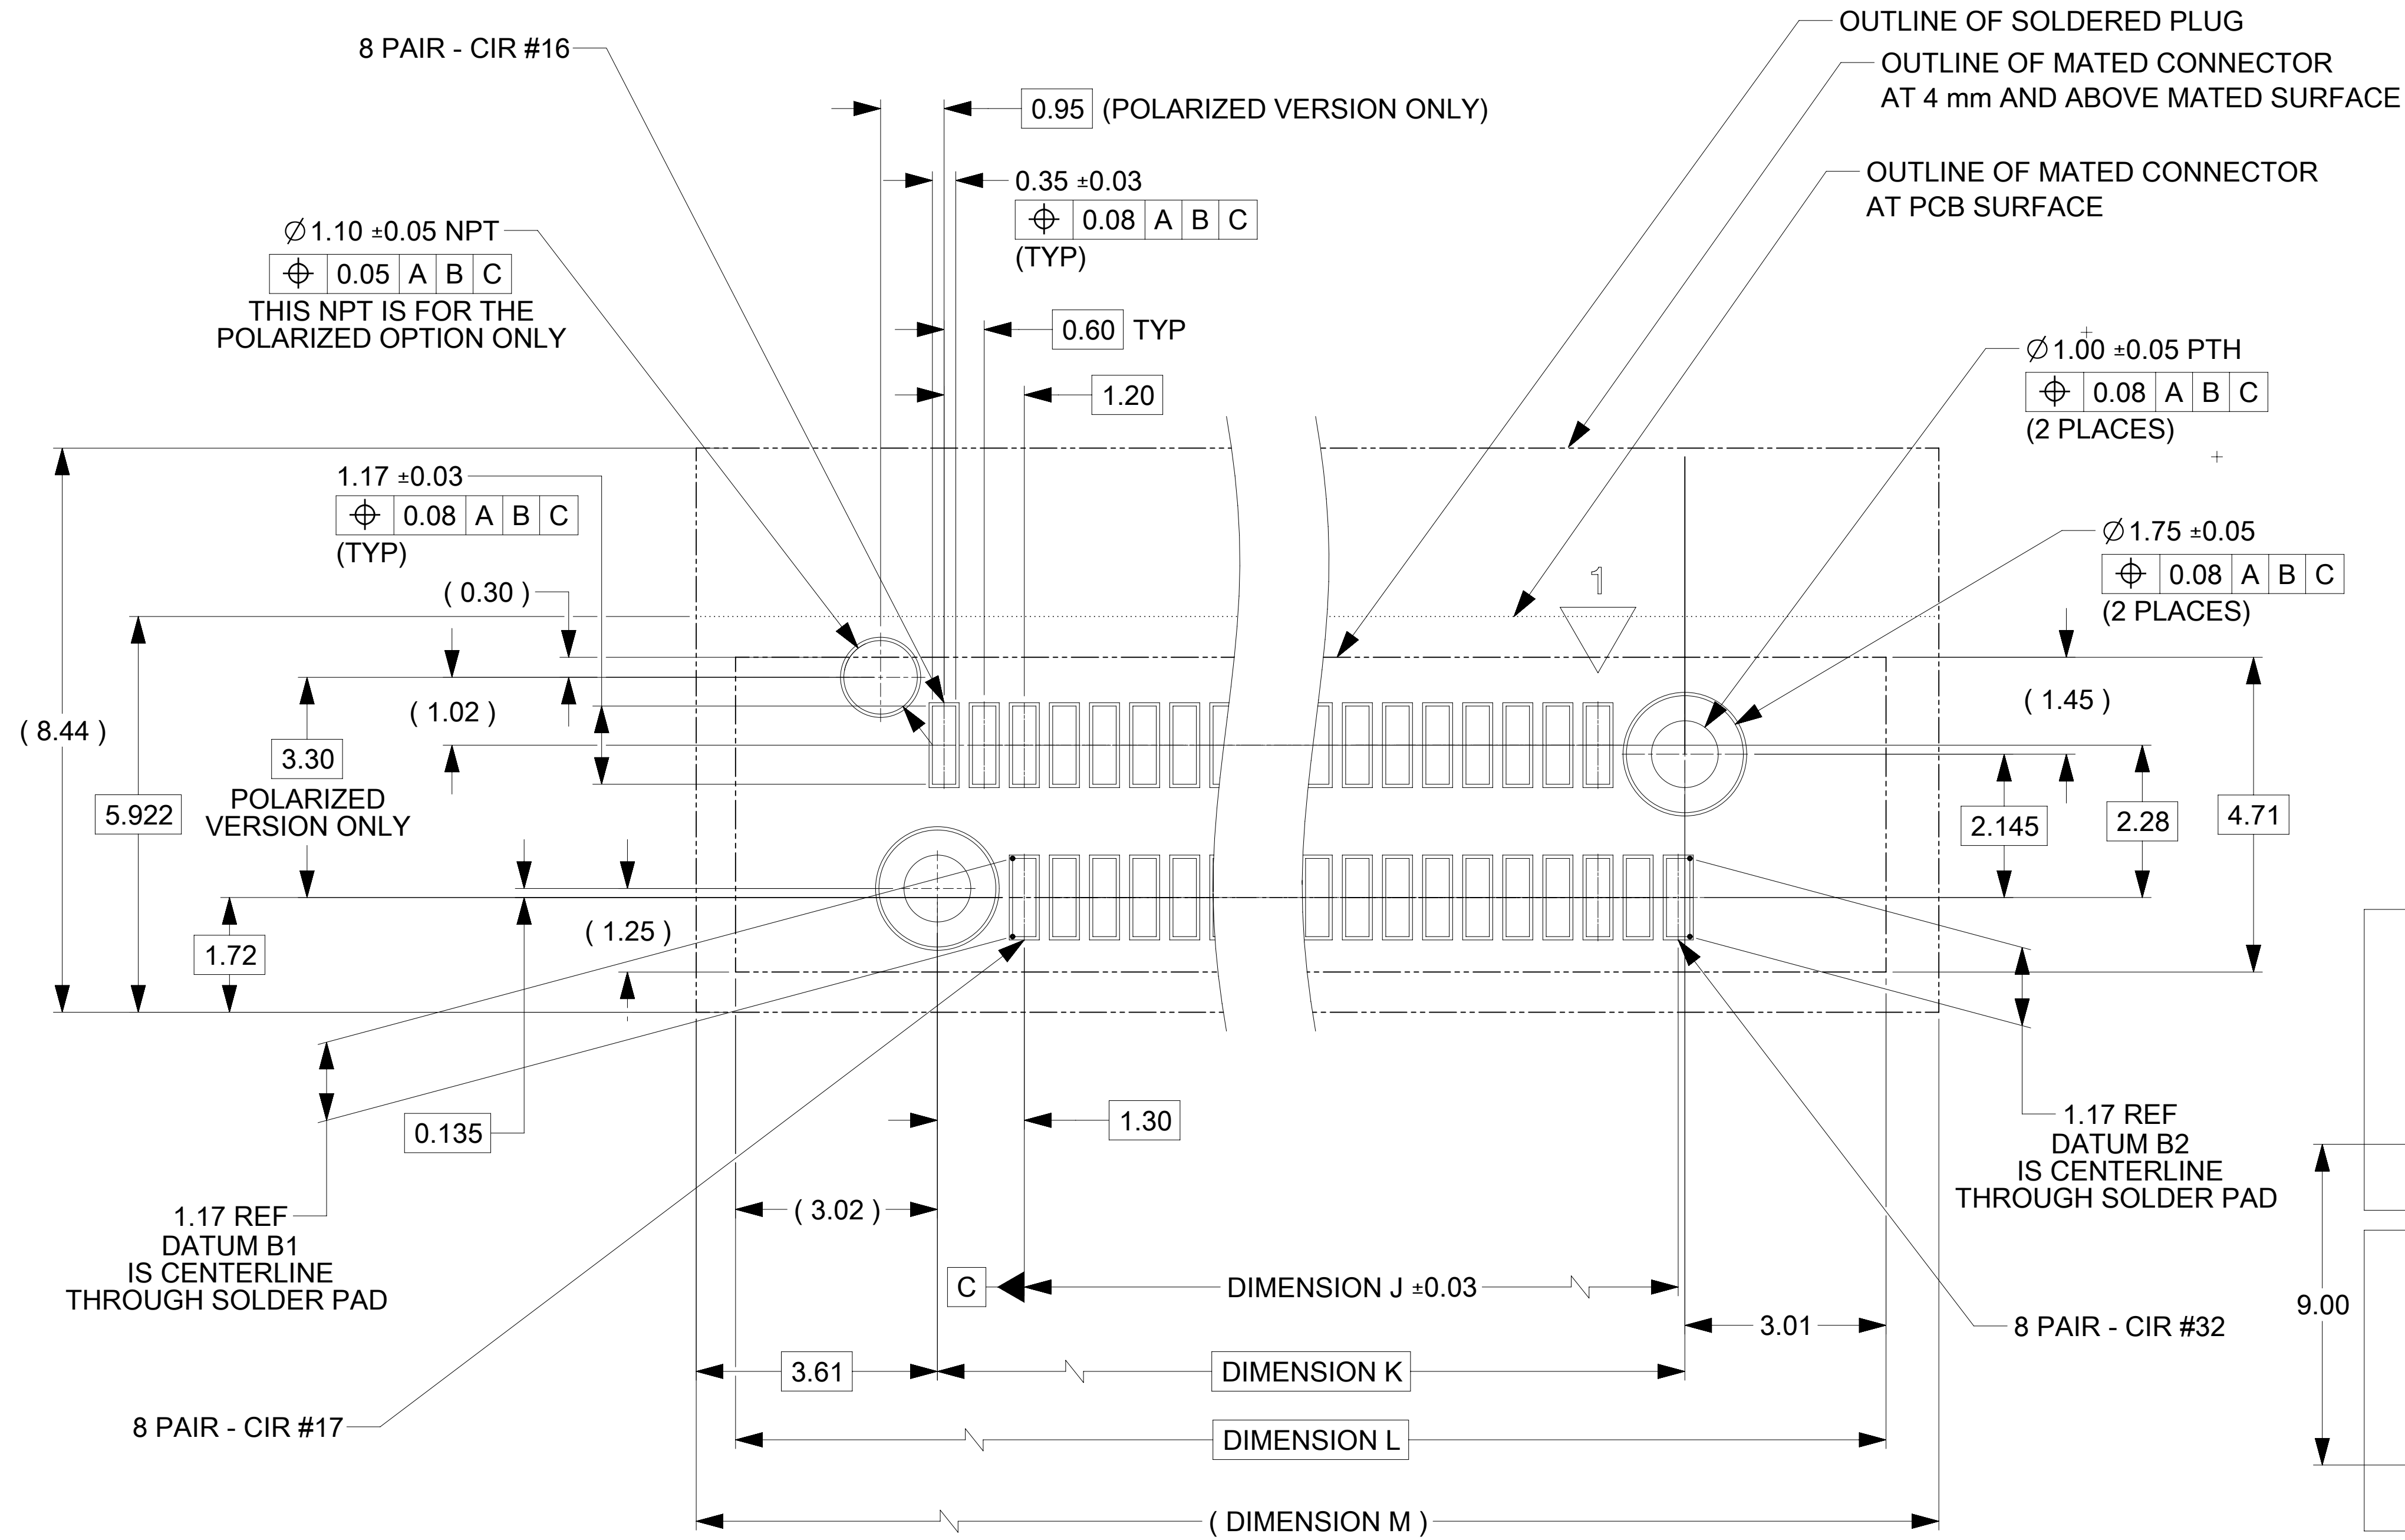 OUTLINE OF SOLDERED PLUG
8 PAIR - CIR #16
OUTLINE OF MATED CONNECTOR
AT 4 mm AND ABOVE MATED SURFACE
0.95 (POLARIZED VERSION ONLY)
0.35 ±0.03
⌖ 0.08 A B C
(TYP)
OUTLINE OF MATED CONNECTOR
AT PCB SURFACE
∅1.10 ±0.05 NPT
⌖ 0.05 A B C
THIS NPT IS FOR THE
POLARIZED OPTION ONLY
0.60 TYP
1.20
∅1.00 ±0.05 PTH
⌖ 0.08 A B C
(2 PLACES)
1.17 ±0.03
⌖ 0.08 A B C
(TYP)
∅1.75 ±0.05
⌖ 0.08 A B C
(2 PLACES)
1
( 0.30 )
( 1.02 )
( 8.44 )
3.30
POLARIZED
VERSION ONLY
5.922
( 1.45 )
2.145
2.28
4.71
( 1.25 )
1.72
0.135
1.30
1.17 REF
DATUM B2
IS CENTERLINE
THROUGH SOLDER PAD
1.17 REF
DATUM B1
IS CENTERLINE
THROUGH SOLDER PAD
( 3.02 )
C
DIMENSION J ±0.03
9.00
3.01
8 PAIR - CIR #32
3.61
DIMENSION K
8 PAIR - CIR #17
DIMENSION L
( DIMENSION M )